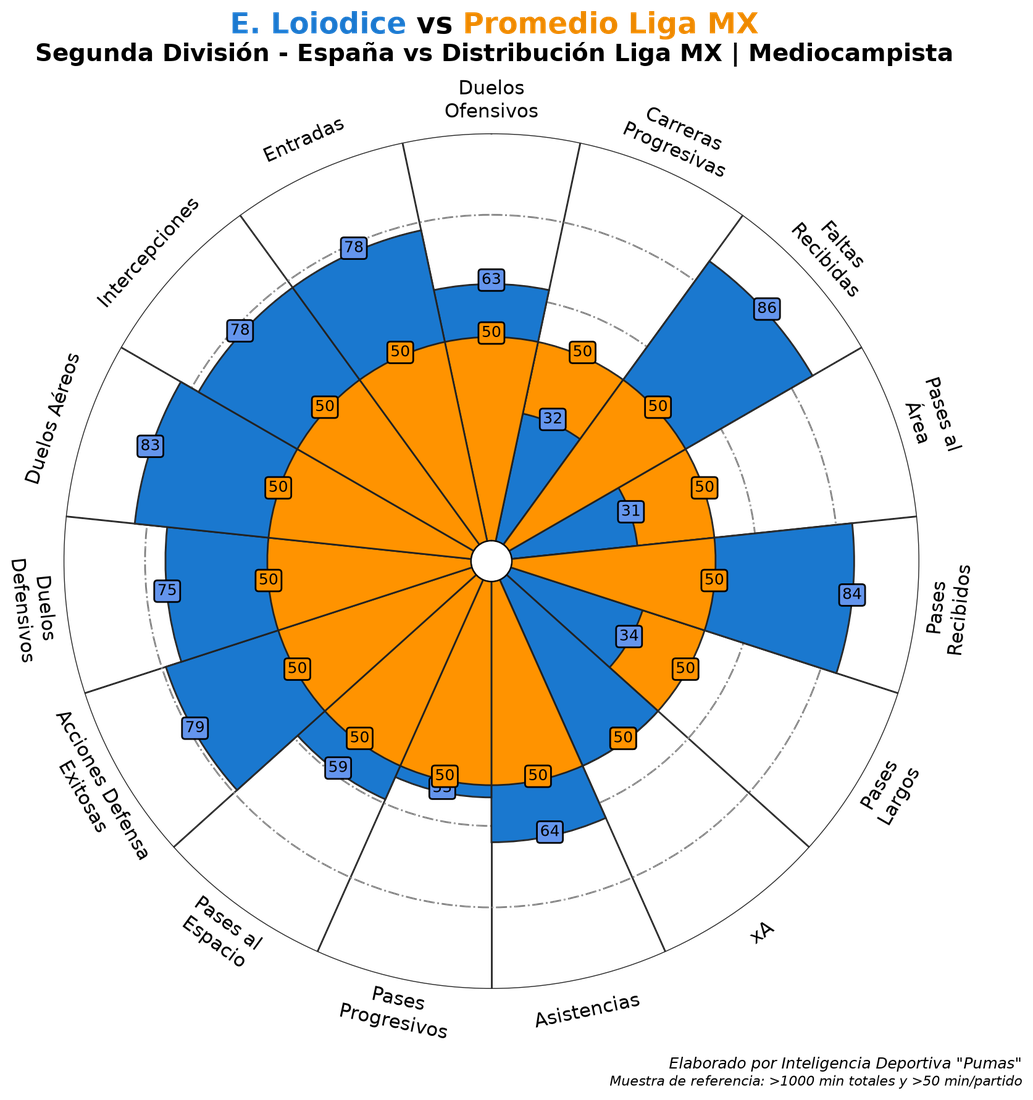 E. Loiodice vs Promedio Liga MX
Segunda División - España vs Distribución Liga MX | Mediocampista
Duelos
Ofensivos
63
50
Carreras
Progresivas
50
32
Faltas
Recibidas
86
50
Pases al
Área
50
31
Pases
Recibidos
84
50
Pases
Largos
34
50
xA
50
Asistencias
50
64
Pases
Progresivos
50
Pases al
Espacio
50
59
Acciones Defensa
Exitosas
50
79
Duelos
Defensivos
50
75
Duelos Aéreos
83
50
Intercepciones
78
50
Entradas
78
50
Elaborado por Inteligencia Deportiva "Pumas"
Muestra de referencia: >1000 min totales y >50 min/partido